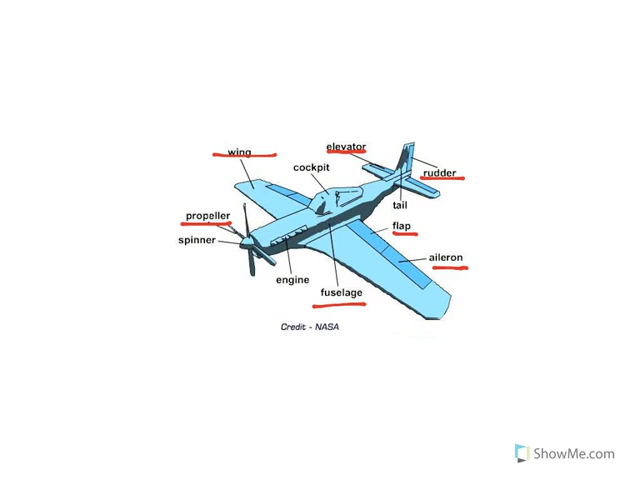 elevator
wing
cockpit
rudder
tail
propeller
flap
spinner
aileron
engine
fuselage
Credit - NASA
ShowMe.com